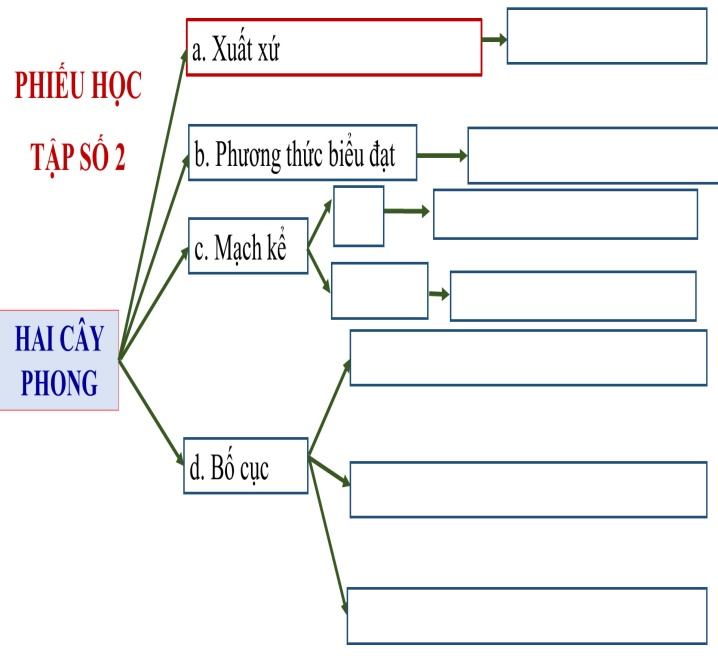 PHIẾU HỌC
TẬP SỐ 2
a. Xuất xứ
b. Phương thức biểu đạt
c. Mạch kể
HAI CÂY
PHONG
d. Bố cục